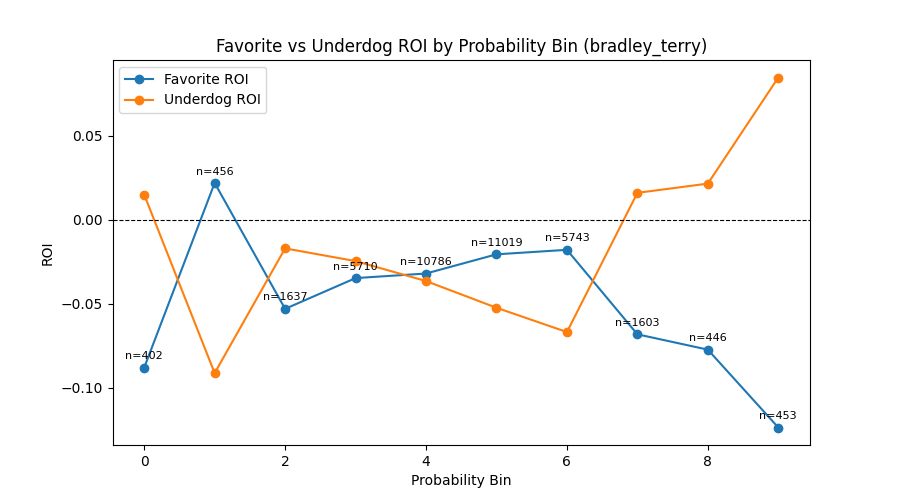 Favorite vs Underdog ROI by Probability Bin (bradley_terry)
Favorite ROI
Underdog ROI
ROI
0.05
0.00
−0.05
−0.10
n=402
n=456
n=1637
n=5710
n=10786
n=11019
n=5743
n=1603
n=446
n=453
0 2 4 6 8
Probability Bin